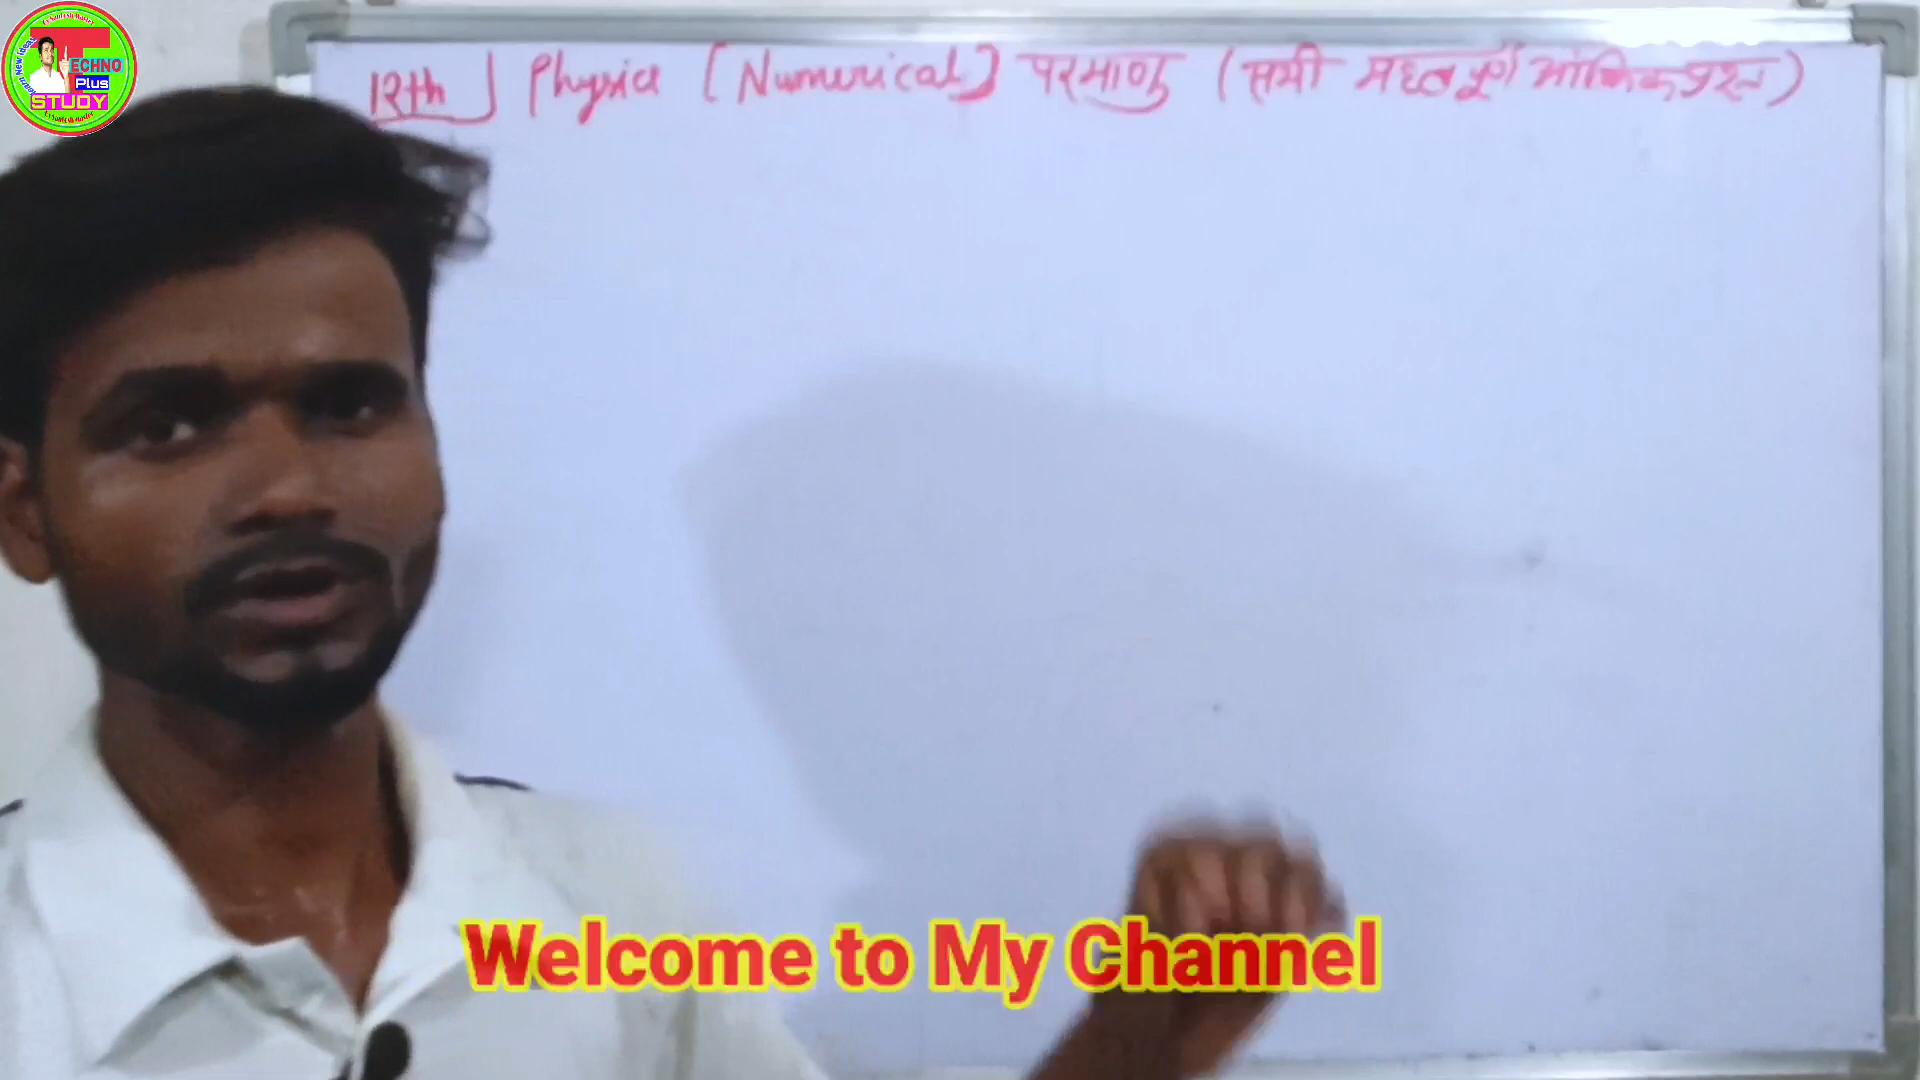 12th Physics [Numerical] परमाणु (सभी महत्वपूर्ण आंकिक प्रश्न)
TECHNO
Plus
STUDY
Welcome to My Channel